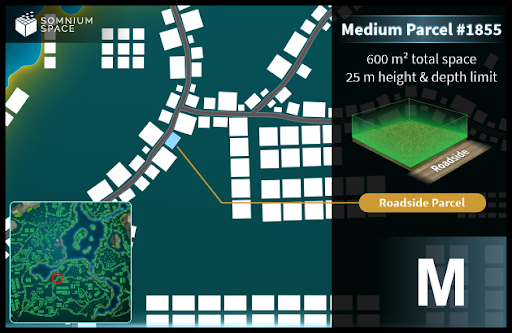 SOMNIUM
SPACE
Medium Parcel #1855
600 m² total space
25 m height & depth limit
Roadside
Roadside Parcel
M